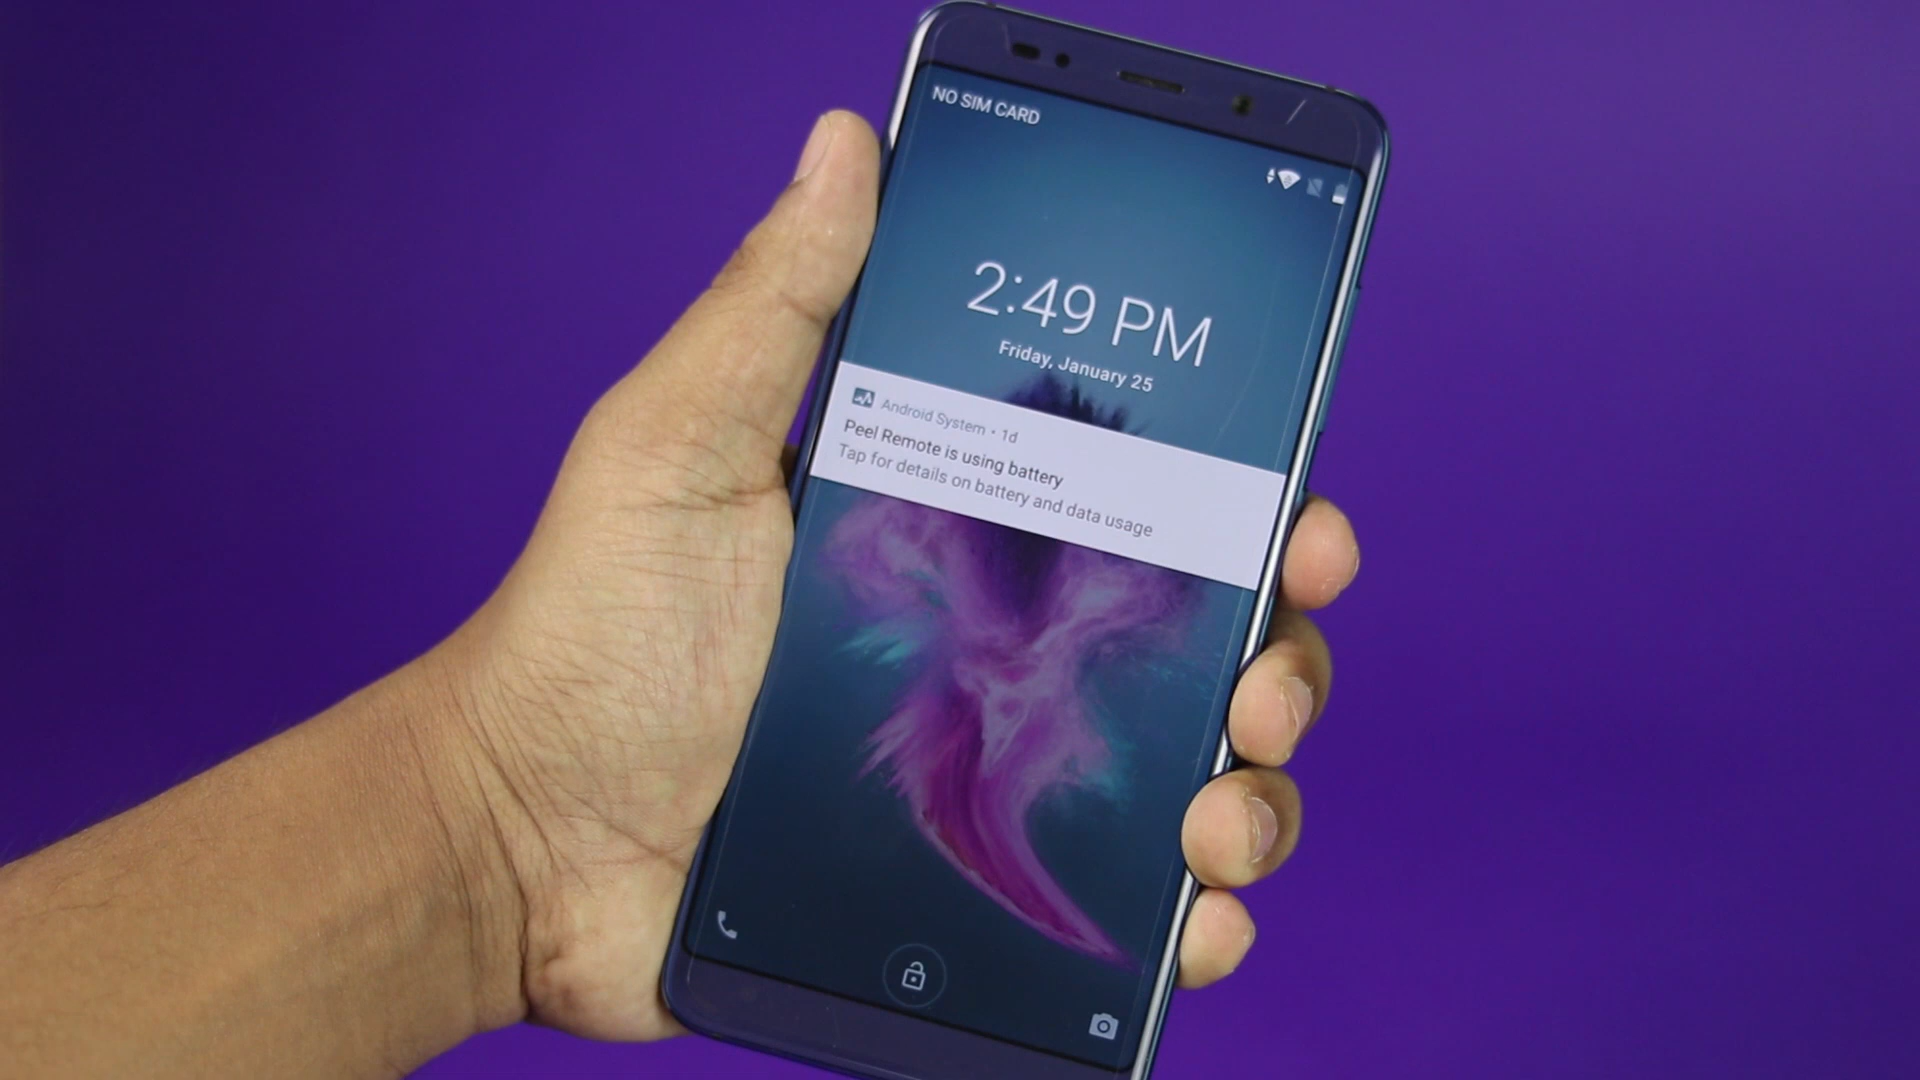 NO SIM CARD
2:49 PM
Friday, January 25
Android System • 1d
Peel Remote is using battery
Tap for details on battery and data usage